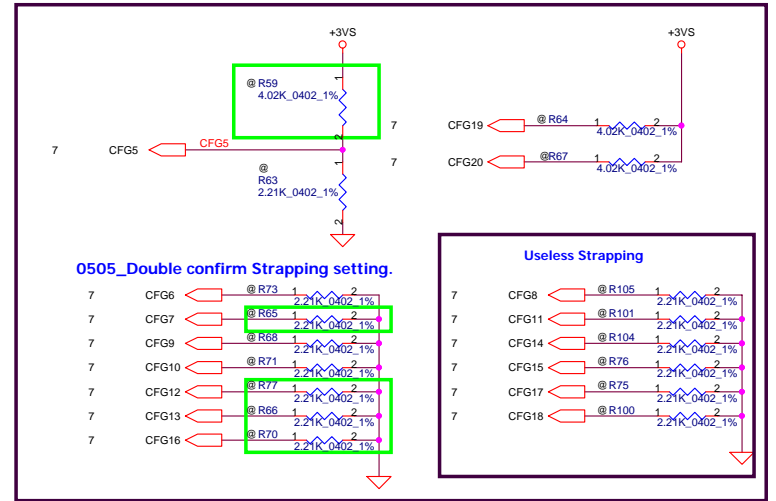 +3VS
@ R59
1
4.02K_0402_1%
2
7 CFG5 CFG5
@
R63
1
2.21K_0402_1%
2
+3VS
7 CFG19 @ R64 1 2
4.02K_0402_1%
7 CFG20 @R67 1 2
4.02K_0402_1%
0505_Double confirm Strapping setting.
7 CFG6 @ R73 1 2
2.21K_0402_1%
7 CFG7 @ R65 1 2
2.21K_0402_1%
7 CFG9 @ R68 1 2
2.21K_0402_1%
7 CFG10 @ R71 1 2
2.21K_0402_1%
7 CFG12 @ R77 1 2
2.21K_0402_1%
7 CFG13 @ R66 1 2
2.21K_0402_1%
7 CFG16 @ R70 1 2
2.21K_0402_1%
Useless Strapping
7 CFG8 @ R105 1 2
2.21K_0402_1%
7 CFG11 @ R101 1 2
2.21K_0402_1%
7 CFG14 @ R104 1 2
2.21K_0402_1%
7 CFG15 @ R76 1 2
2.21K_0402_1%
7 CFG17 @ R75 1 2
2.21K_0402_1%
7 CFG18 @ R100 1 2
2.21K_0402_1%